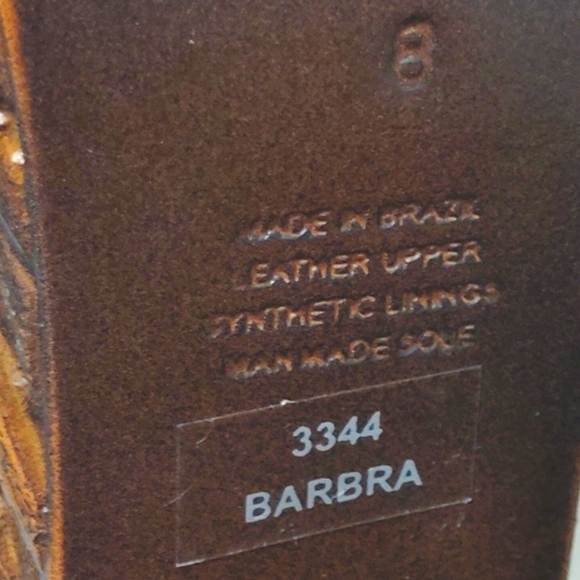 8
MADE IN BRAZIL
LEATHER UPPER
SYNTHETIC LININGS
MAN MADE SOLE
3344
BARBRA